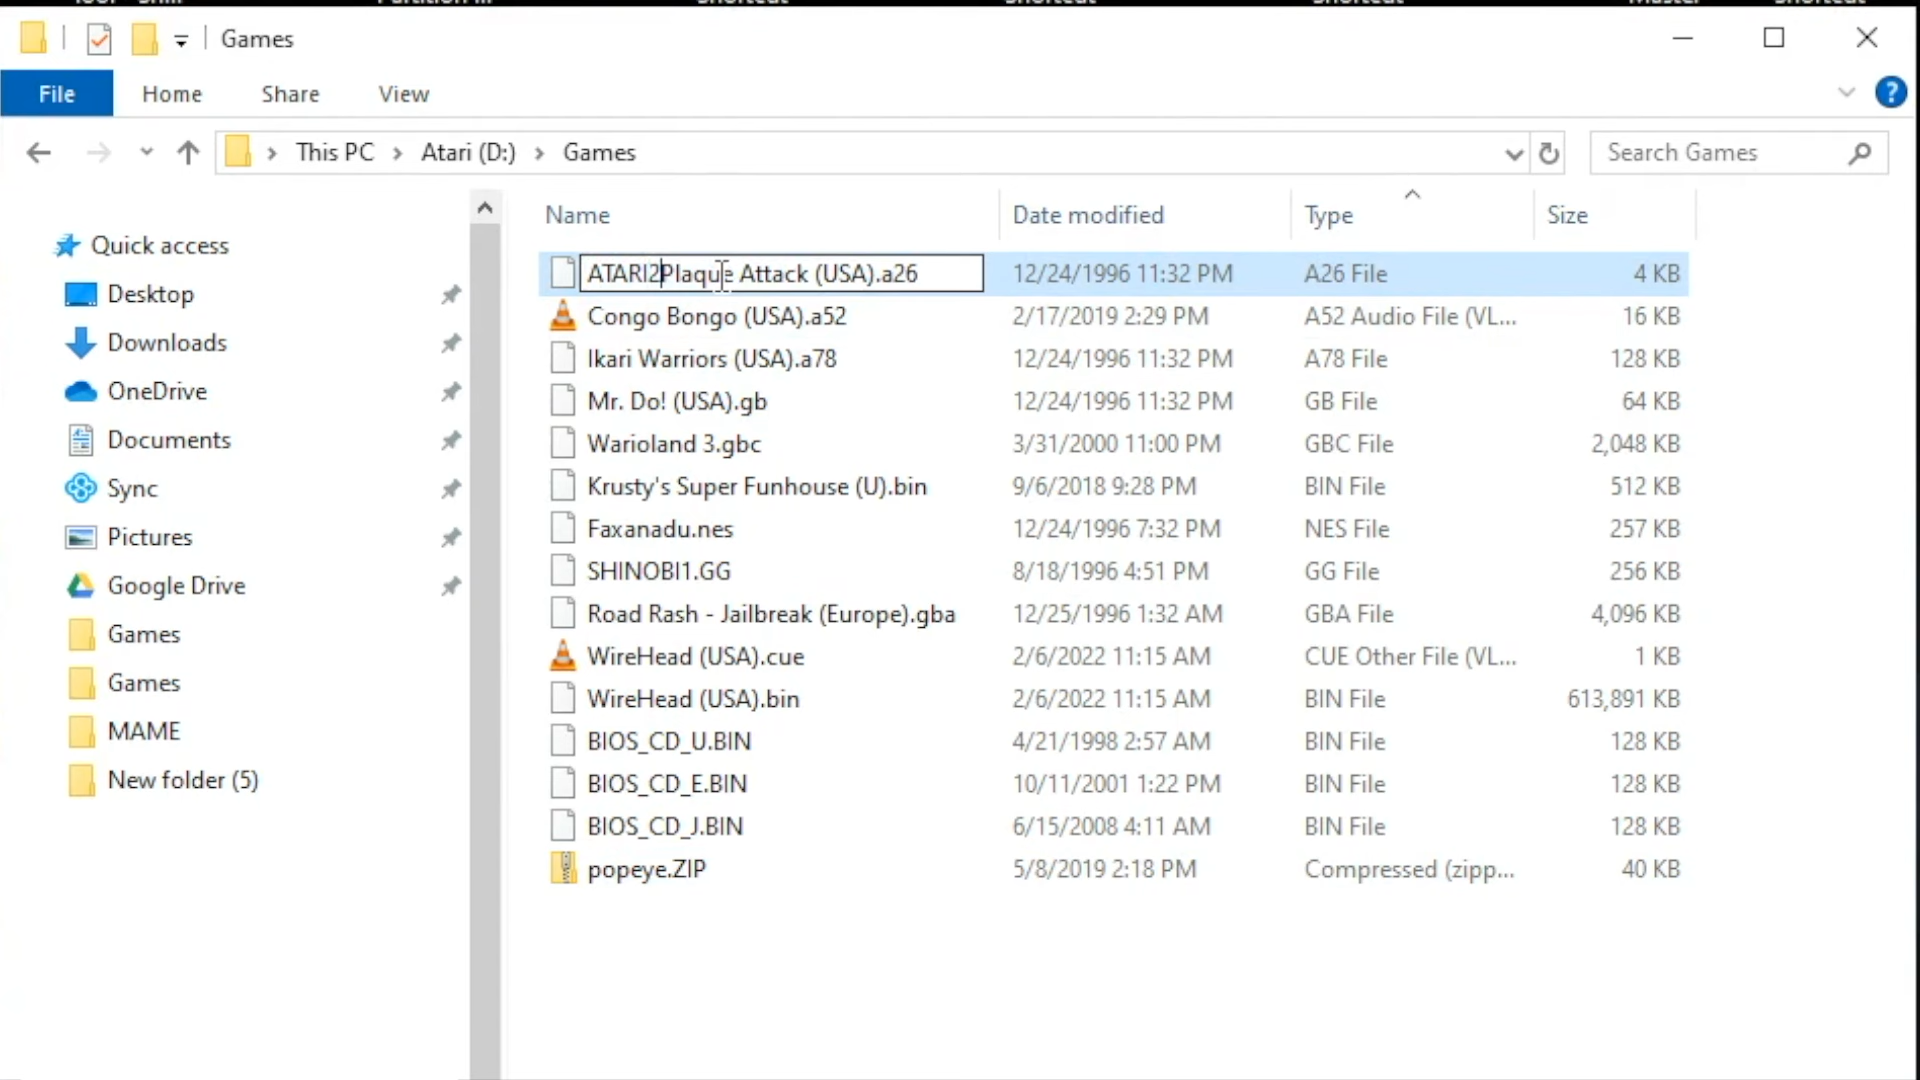 Games
File Home Share View
This PC Atari (D:) Games Search Games
Name Date modified Type Size
Quick access
Desktop
Downloads
OneDrive
Documents
Sync
Pictures
Google Drive
Games
Games
MAME
New folder (5)
ATARI2Plaque Attack (USA).a26 12/24/1996 11:32 PM A26 File 4 KB
Congo Bongo (USA).a52 2/17/2019 2:29 PM A52 Audio File (VL... 16 KB
Ikari Warriors (USA).a78 12/24/1996 11:32 PM A78 File 128 KB
Mr. Do! (USA).gb 12/24/1996 11:32 PM GB File 64 KB
Warioland 3.gbc 3/31/2000 11:00 PM GBC File 2,048 KB
Krusty's Super Funhouse (U).bin 9/6/2018 9:28 PM BIN File 512 KB
Faxanadu.nes 12/24/1996 7:32 PM NES File 257 KB
SHINOBI1.GG 8/18/1996 4:51 PM GG File 256 KB
Road Rash - Jailbreak (Europe).gba 12/25/1996 1:32 AM GBA File 4,096 KB
WireHead (USA).cue 2/6/2022 11:15 AM CUE Other File (VL... 1 KB
WireHead (USA).bin 2/6/2022 11:15 AM BIN File 613,891 KB
BIOS_CD_U.BIN 4/21/1998 2:57 AM BIN File 128 KB
BIOS_CD_E.BIN 10/11/2001 1:22 PM BIN File 128 KB
BIOS_CD_J.BIN 6/15/2008 4:11 AM BIN File 128 KB
popeye.ZIP 5/8/2019 2:18 PM Compressed (zipp... 40 KB